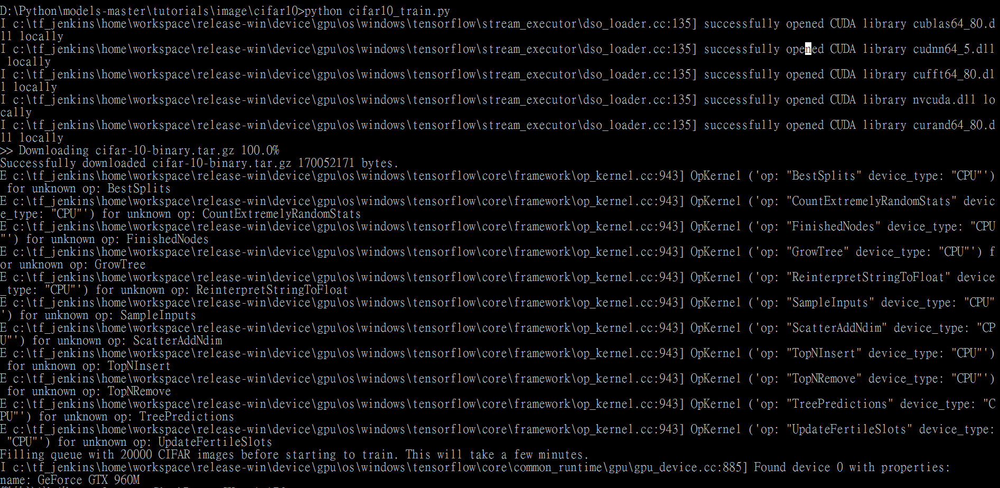 D:\Python\models-master\tutorials\image\cifar10>python cifar10_train.py
I c:\tf_jenkins\home\workspace\release-win\device\gpu\os\windows\tensorflow\stream_executor\dso_loader.cc:135] successfully opened CUDA library cublas64_80.d
ll locally
I c:\tf_jenkins\home\workspace\release-win\device\gpu\os\windows\tensorflow\stream_executor\dso_loader.cc:135] successfully opened CUDA library cudnn64_5.dll
 locally
I c:\tf_jenkins\home\workspace\release-win\device\gpu\os\windows\tensorflow\stream_executor\dso_loader.cc:135] successfully opened CUDA library cufft64_80.dl
l locally
I c:\tf_jenkins\home\workspace\release-win\device\gpu\os\windows\tensorflow\stream_executor\dso_loader.cc:135] successfully opened CUDA library nvcuda.dll lo
cally
I c:\tf_jenkins\home\workspace\release-win\device\gpu\os\windows\tensorflow\stream_executor\dso_loader.cc:135] successfully opened CUDA library curand64_80.d
ll locally
>> Downloading cifar-10-binary.tar.gz 100.0%
Successfully downloaded cifar-10-binary.tar.gz 170052171 bytes.
E c:\tf_jenkins\home\workspace\release-win\device\gpu\os\windows\tensorflow\core\framework\op_kernel.cc:943] OpKernel ('op: "BestSplits" device_type: "CPU"')
 for unknown op: BestSplits
E c:\tf_jenkins\home\workspace\release-win\device\gpu\os\windows\tensorflow\core\framework\op_kernel.cc:943] OpKernel ('op: "CountExtremelyRandomStats" devic
e_type: "CPU"') for unknown op: CountExtremelyRandomStats
E c:\tf_jenkins\home\workspace\release-win\device\gpu\os\windows\tensorflow\core\framework\op_kernel.cc:943] OpKernel ('op: "FinishedNodes" device_type: "CPU
"') for unknown op: FinishedNodes
E c:\tf_jenkins\home\workspace\release-win\device\gpu\os\windows\tensorflow\core\framework\op_kernel.cc:943] OpKernel ('op: "GrowTree" device_type: "CPU"') f
or unknown op: GrowTree
E c:\tf_jenkins\home\workspace\release-win\device\gpu\os\windows\tensorflow\core\framework\op_kernel.cc:943] OpKernel ('op: "ReinterpretStringToFloat" device
_type: "CPU"') for unknown op: ReinterpretStringToFloat
E c:\tf_jenkins\home\workspace\release-win\device\gpu\os\windows\tensorflow\core\framework\op_kernel.cc:943] OpKernel ('op: "SampleInputs" device_type: "CPU"
') for unknown op: SampleInputs
E c:\tf_jenkins\home\workspace\release-win\device\gpu\os\windows\tensorflow\core\framework\op_kernel.cc:943] OpKernel ('op: "ScatterAddNdim" device_type: "CP
U"') for unknown op: ScatterAddNdim
E c:\tf_jenkins\home\workspace\release-win\device\gpu\os\windows\tensorflow\core\framework\op_kernel.cc:943] OpKernel ('op: "TopNInsert" device_type: "CPU"')
 for unknown op: TopNInsert
E c:\tf_jenkins\home\workspace\release-win\device\gpu\os\windows\tensorflow\core\framework\op_kernel.cc:943] OpKernel ('op: "TopNRemove" device_type: "CPU"')
 for unknown op: TopNRemove
E c:\tf_jenkins\home\workspace\release-win\device\gpu\os\windows\tensorflow\core\framework\op_kernel.cc:943] OpKernel ('op: "TreePredictions" device_type: "C
PU"') for unknown op: TreePredictions
E c:\tf_jenkins\home\workspace\release-win\device\gpu\os\windows\tensorflow\core\framework\op_kernel.cc:943] OpKernel ('op: "UpdateFertileSlots" device_type:
 "CPU"') for unknown op: UpdateFertileSlots
Filling queue with 20000 CIFAR images before starting to train. This will take a few minutes.
I c:\tf_jenkins\home\workspace\release-win\device\gpu\os\windows\tensorflow\core\common_runtime\gpu\gpu_device.cc:885] Found device 0 with properties:
name: GeForce GTX 960M